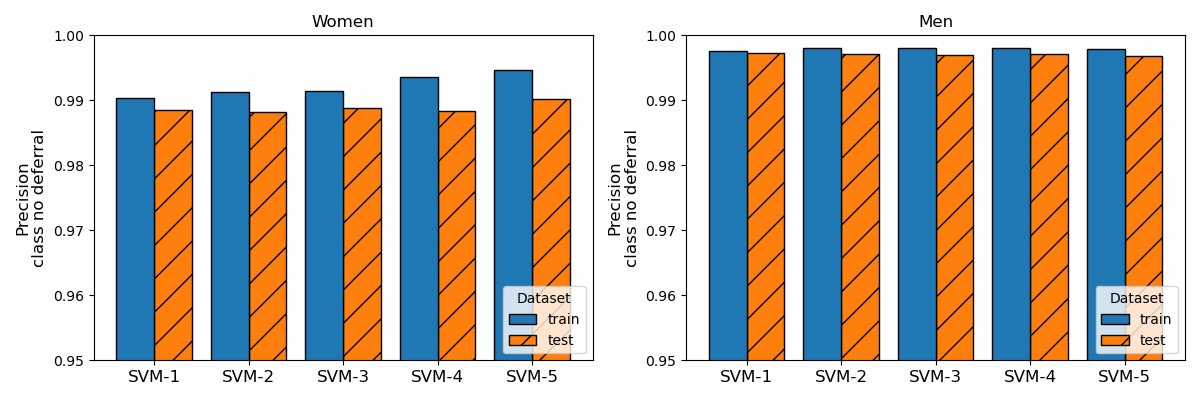 Women
Precision
class no deferral
1.00
0.99
0.98
0.97
0.96
0.95
SVM-1 SVM-2 SVM-3 SVM-4 SVM-5
Dataset
train
test
Men
Precision
class no deferral
1.00
0.99
0.98
0.97
0.96
0.95
SVM-1 SVM-2 SVM-3 SVM-4 SVM-5
Dataset
train
test